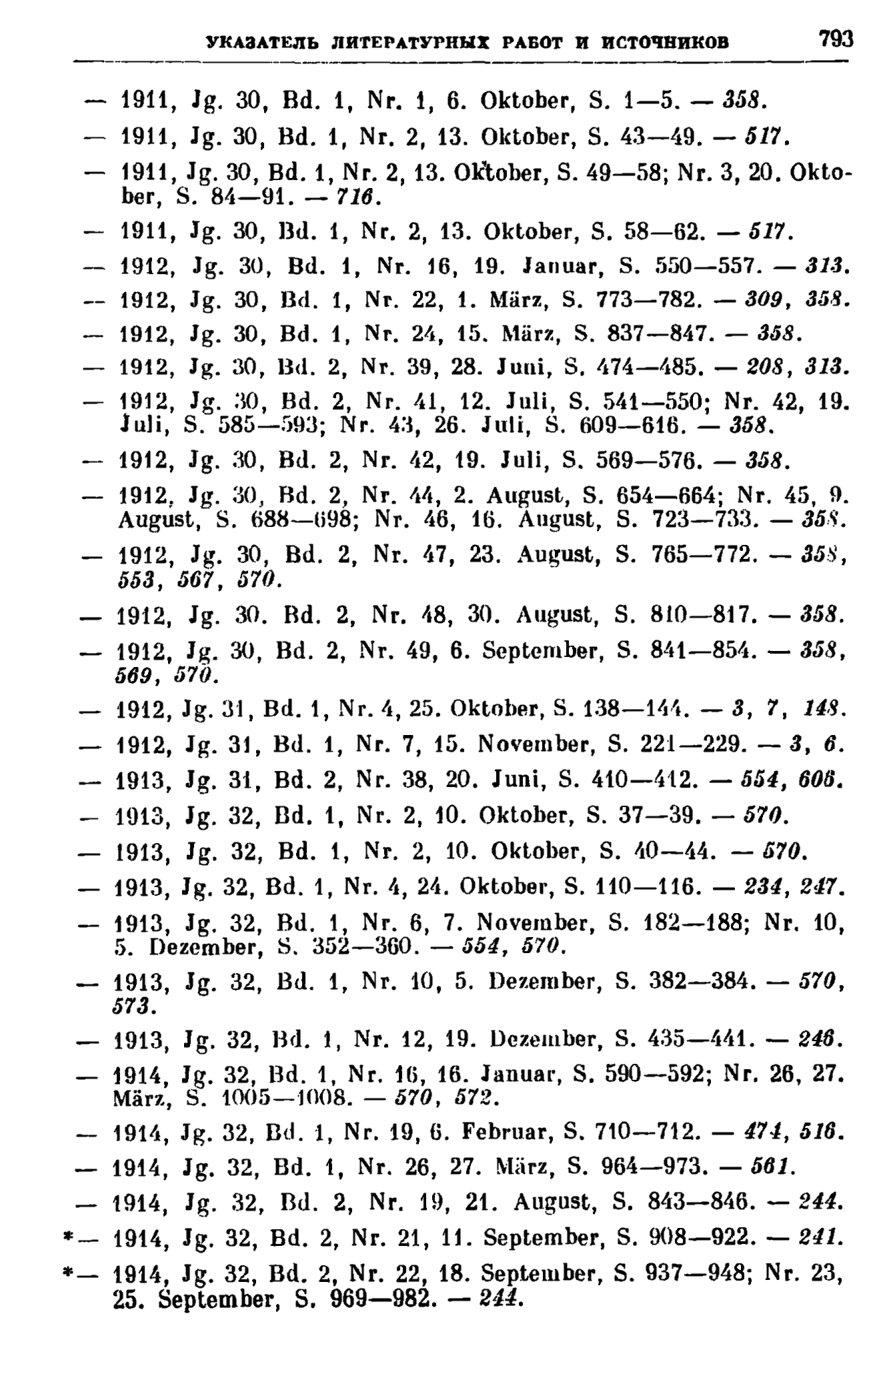 УКАЗАТЕЛЬ ЛИТЕРАТУРНЫХ РАБОТ И ИСТОЧНИКОВ 793
— 1911, Jg. 30, Bd. 1, Nr. 1, 6. Oktober, S. 1—5. — 358.
— 1911, Jg. 30, Bd. 1, Nr. 2, 13. Oktober, S. 43—49. — 517.
— 1911, Jg. 30, Bd. 1, Nr. 2, 13. Oktober, S. 49—58; Nr. 3, 20. Okto-
ber, S. 84—91. — 716.
— 1911, Jg. 30, Bd. 1, Nr. 2, 13. Oktober, S. 58—62. — 517.
— 1912, Jg. 30, Bd. 1, Nr. 16, 19. Januar, S. 550—557. — 313.
— 1912, Jg. 30, Bd. 1, Nr. 22, 1. März, S. 773—782. — 309, 358.
— 1912, Jg. 30, Bd. 1, Nr. 24, 15. März, S. 837—847. — 358.
— 1912, Jg. 30, Bd. 2, Nr. 39, 28. Juni, S. 474—485. — 208, 313.
— 1912, Jg. 30, Bd. 2, Nr. 41, 12. Juli, S. 541—550; Nr. 42, 19.
Juli, S. 585—593; Nr. 43, 26. Juli, S. 609—616. — 358.
— 1912, Jg. 30, Bd. 2, Nr. 42, 19. Juli, S. 569—576. — 358.
— 1912, Jg. 30, Bd. 2, Nr. 44, 2. August, S. 654—664; Nr. 45, 9.
August, S. 688—698; Nr. 46, 16. August, S. 723—733. — 358.
— 1912, Jg. 30, Bd. 2, Nr. 47, 23. August, S. 765—772. — 358,
553, 567, 570.
— 1912, Jg. 30. Bd. 2, Nr. 48, 30. August, S. 810—817. — 358.
— 1912, Jg. 30, Bd. 2, Nr. 49, 6. September, S. 841—854. — 358,
569, 570.
— 1912, Jg. 31, Bd. 1, Nr. 4, 25. Oktober, S. 138—144. — 3, 7, 148.
— 1912, Jg. 31, Bd. 1, Nr. 7, 15. November, S. 221—229. — 3, 6.
— 1913, Jg. 31, Bd. 2, Nr. 38, 20. Juni, S. 410—412. — 554, 606.
— 1913, Jg. 32, Bd. 1, Nr. 2, 10. Oktober, S. 37—39. — 570.
— 1913, Jg. 32, Bd. 1, Nr. 2, 10. Oktober, S. 40—44. — 570.
— 1913, Jg. 32, Bd. 1, Nr. 4, 24. Oktober, S. 110—116. — 234, 247.
— 1913, Jg. 32, Bd. 1, Nr. 6, 7. November, S. 182—188; Nr. 10,
5. Dezember, S. 352—360. — 554, 570.
— 1913, Jg. 32, Bd. 1, Nr. 10, 5. Dezember, S. 382—384. — 570,
573.
— 1913, Jg. 32, Bd. 1, Nr. 12, 19. Dezember, S. 435—441. — 246.
— 1914, Jg. 32, Bd. 1, Nr. 16, 16. Januar, S. 590—592; Nr. 26, 27.
März, S. 1005—1008. — 570, 572.
— 1914, Jg. 32, Bd. 1, Nr. 19, 6. Februar, S. 710—712. — 474, 516.
— 1914, Jg. 32, Bd. 1, Nr. 26, 27. März, S. 964—973. — 561.
— 1914, Jg. 32, Bd. 2, Nr. 19, 21. August, S. 843—846. — 244.
*— 1914, Jg. 32, Bd. 2, Nr. 21, 11. September, S. 908—922. — 241.
*— 1914, Jg. 32, Bd. 2, Nr. 22, 18. September, S. 937—948; Nr. 23,
25. September, S. 969—982. — 244.